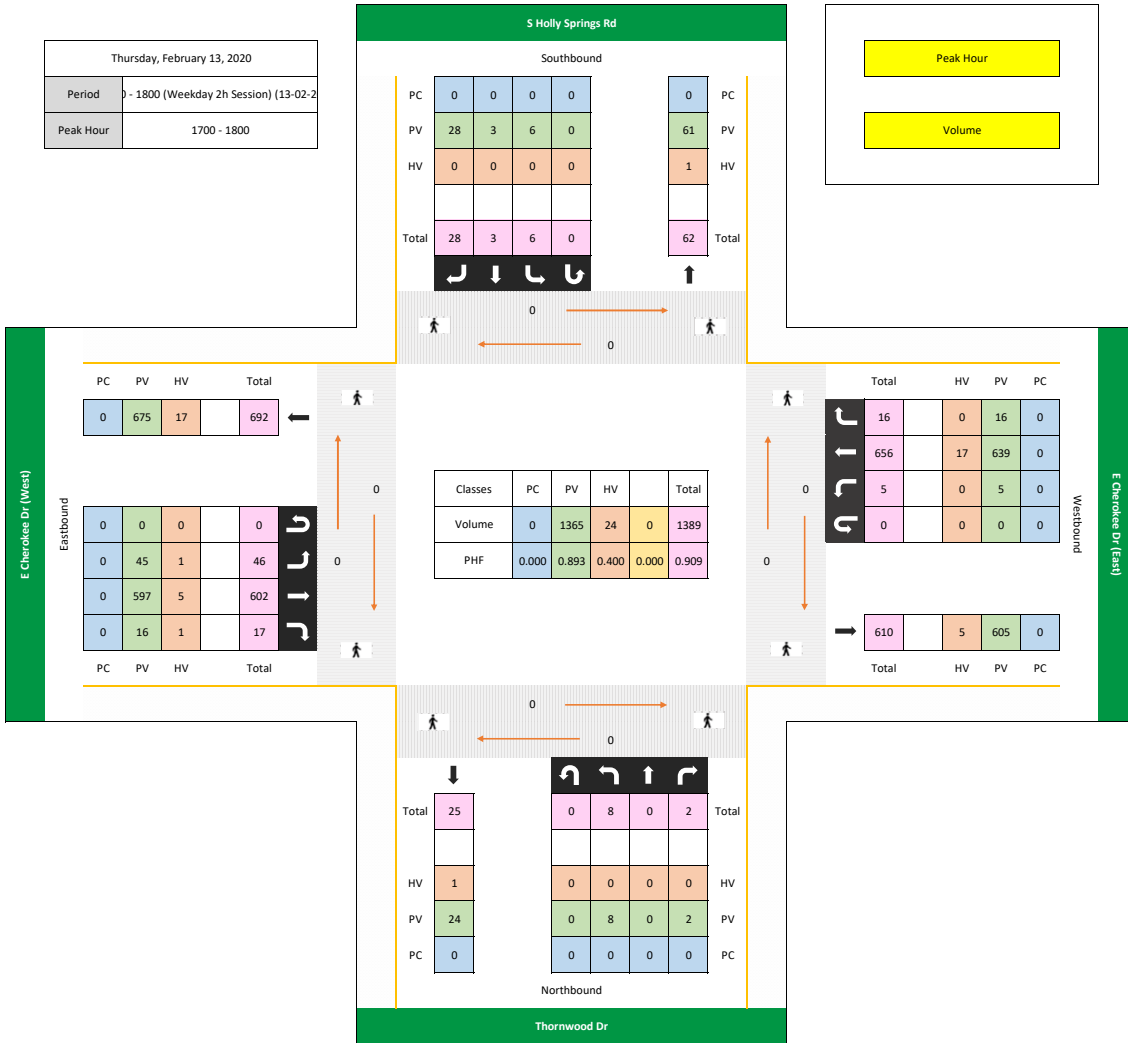 S Holly Springs Rd
Thursday, February 13, 2020
Period - 1800 (Weekday 2h Session) (13-02-2
Peak Hour 1700 - 1800
Peak Hour
Volume
Southbound
PC 0 0 0 0 0 PC
PV 28 3 6 0 61 PV
HV 0 0 0 0 1 HV
Total 28 3 6 0 62 Total
0
0
PC PV HV Total
0 675 17 692
Total HV PV PC
16 0 16 0
656 17 639 0
5 0 5 0
0 0 0 0
E Cherokee Dr (West)
Eastbound
0 0 0 0
0 45 1 46
0 597 5 602
0 16 1 17
PC PV HV Total
0
0
Classes PC PV HV Total
Volume 0 1365 24 0 1389
PHF 0.000 0.893 0.400 0.000 0.909
0
0
Westbound
E Cherokee Dr (East)
610 5 605 0
Total HV PV PC
0
0
Total 25 0 8 0 2 Total
HV 1 0 0 0 0 HV
PV 24 0 8 0 2 PV
PC 0 0 0 0 0 PC
Northbound
Thornwood Dr